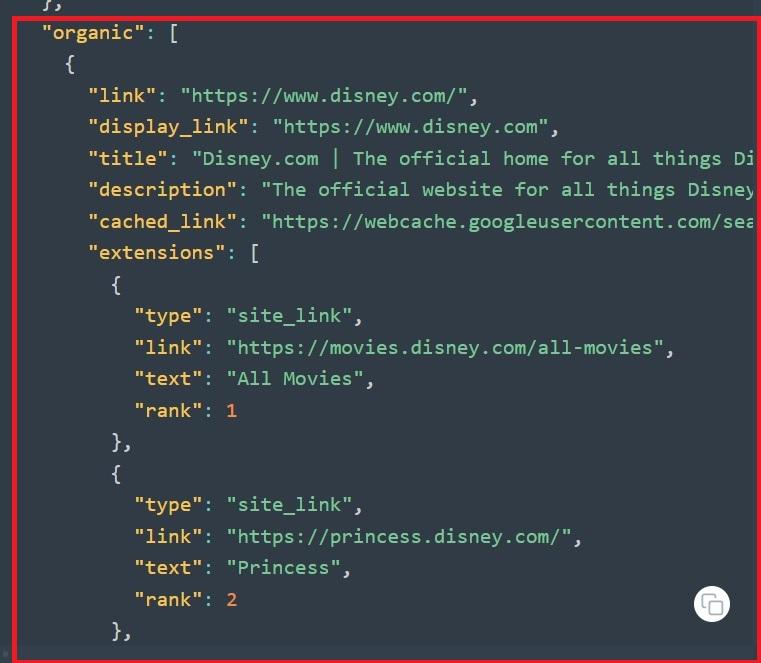 },
"organic": [
{
"link": "https://www.disney.com/",
"display_link": "https://www.disney.com",
"title": "Disney.com | The official home for all things Di
"description": "The official website for all things Disney
"cached_link": "https://webcache.googleusercontent.com/sea
"extensions": [
{
"type": "site_link",
"link": "https://movies.disney.com/all-movies",
"text": "All Movies",
"rank": 1
},
{
"type": "site_link",
"link": "https://princess.disney.com/",
"text": "Princess",
"rank": 2
},